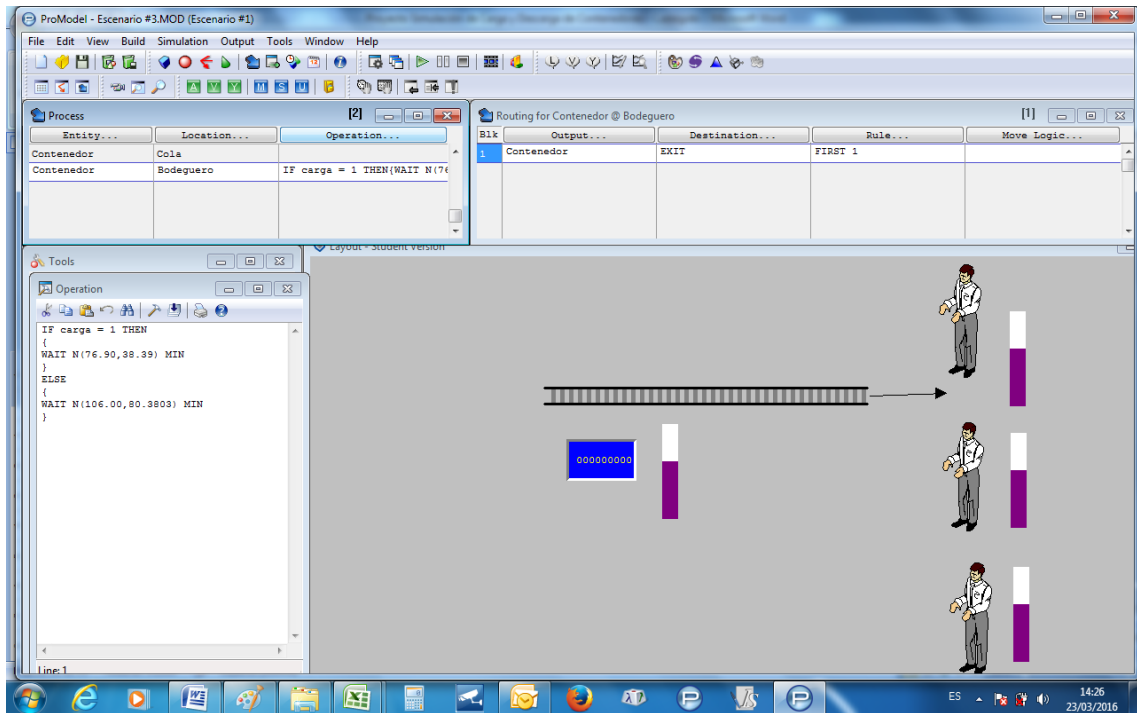 ProModel - Escenario #3.MOD (Escenario #1)
File Edit View Build Simulation Output Tools Window Help
Process [2]
Entity... Location... Operation...
Contenedor Cola
Contenedor Bodeguero IF carga = 1 THEN{WAIT N(76
Routing for Contenedor @ Bodeguero [1]
Blk Output... Destination... Rule... Move Logic...
1 Contenedor EXIT FIRST 1
Layout - Student Version
Tools
Operation
IF carga = 1 THEN
{
WAIT N(76.90,38.39) MIN
}
ELSE
{
WAIT N(106.00,80.3803) MIN
}
Line: 1
000000000
ES 14:26
23/03/2016